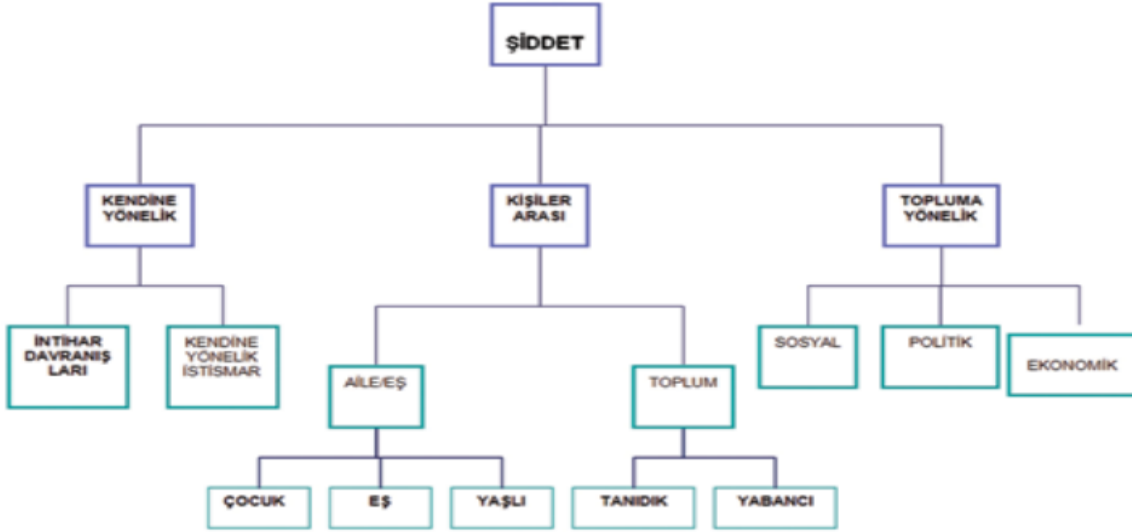 ŞİDDET
KENDİNE
YÖNELİK
KİŞİLER
ARASI
TOPLUMA
YÖNELİK
İNTİHAR
DAVRANIŞ
LARI
KENDİNE
YÖNELİK
İSTİSMAR
SOSYAL
POLİTİK
EKONOMİK
AİLE/EŞ
TOPLUM
ÇOCUK
EŞ
YAŞLI
TANIDIK
YABANCI